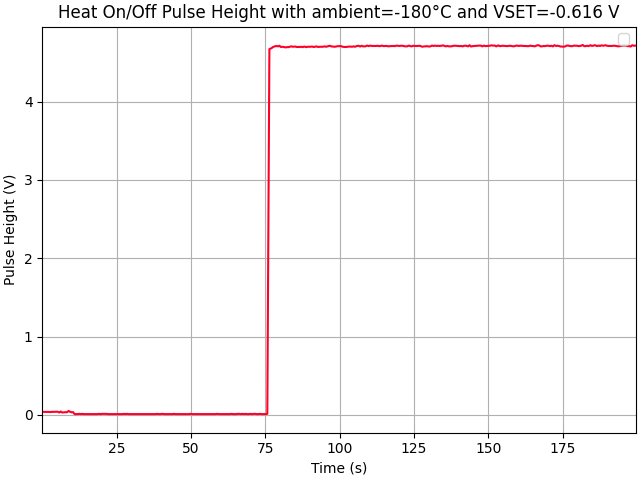 Heat On/Off Pulse Height with ambient=-180°C and VSET=-0.616 V
4
3
2
1
0
Pulse Height (V)
25 50 75 100 125 150 175
Time (s)